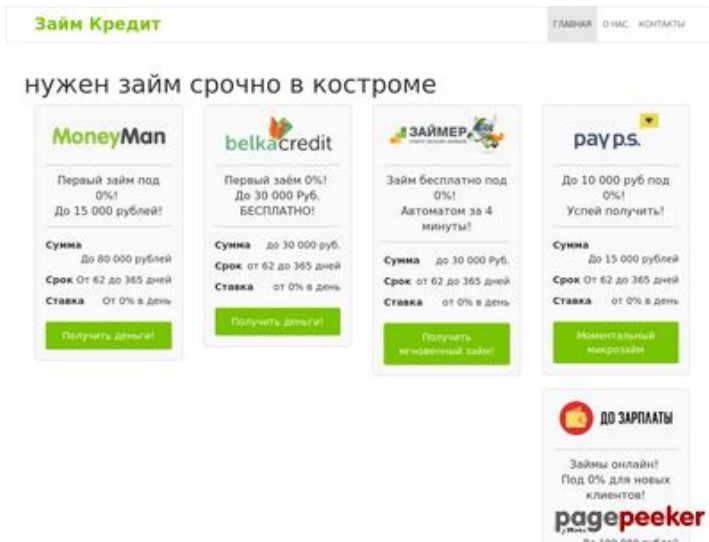 Займ Кредит
ГЛАВНАЯ О НАС КОНТАКТЫ
нужен займ срочно в костроме
MoneyMan
Первый займ под
0%!
До 15 000 рублей!
Сумма
До 80 000 рублей
Срок От 62 до 365 дней
Ставка От 0% в день
Получить деньги!
belkacredit
Первый заём 0%!
До 30 000 Руб.
БЕСПЛАТНО!
Сумма до 30 000 руб.
Срок от 62 до 365 дней
Ставка от 0% в день
Получить деньги!
ЗАЙМЕР
Займ бесплатно под
0%!
Автоматом за 4
минуты!
Сумма до 30 000 Руб.
Срок от 62 до 365 дней
Ставка от 0% в день
Получить
мгновенный займ!
pay p.s.
До 10 000 руб под
0%!
Успей получить!
Сумма
До 15 000 рублей
Срок От 62 до 365 дней
Ставка От 0% в день
Моментальный
микрозайм
ДО ЗАРПЛАТЫ
Займы онлайн!
Под 0% для новых
клиентов!
pagepeeker
До 100 000 рублей